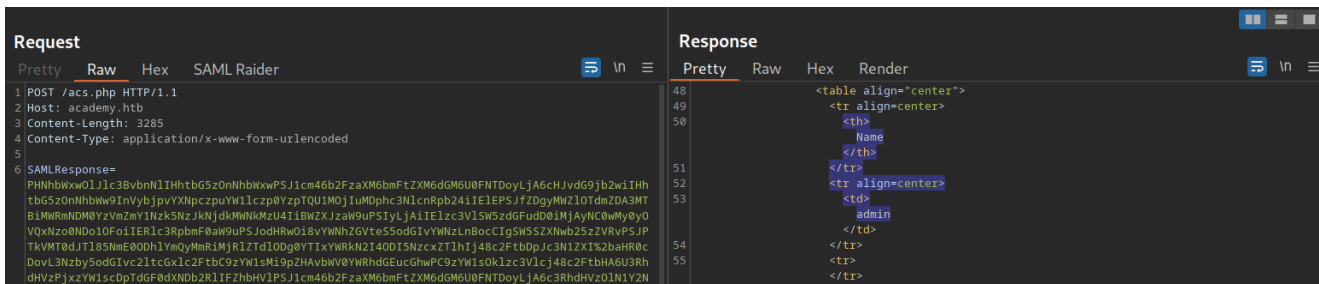 Request
Pretty Raw Hex SAML Raider \n
1 POST /acs.php HTTP/1.1
2 Host: academy.htb
3 Content-Length: 3285
4 Content-Type: application/x-www-form-urlencoded
5
6 SAMLResponse=
PHNhbWxwOlJlc3BvbnNlIHhtbG5zOnNhbWxwPSJ1cm46b2FzaXM6bmFtZXM6dGM6U0FNTDoyLjA6cHJvdG9jb2wiIHh
tbG5zOnNhbWw9InVybjpvYXNpczpuYW1lczp0YzpTQU1MOjIuMDphc3NlcnRpb24iIElEPSJfZDgyMWZlOTdmZDA3MT
BiMWRmNDM0YzVmZmY1Nzk5NzJkNjdkMWNkMzU4IiBWZXJzaW9uPSIyLjAiIElzc3VlSW5zdGFudD0iMjAyNC0wMy0yO
VQxNzo0NDo1OFoiIERlc3RpbmF0aW9uPSJodHRwOi8vYWNhZGVteS5odGIvYWNzLnBocCIgSW5SZXNwb25zZVRvPSJP
TkVMT0dJTl85NmE0ODhlYmQyMmRiMjRlZTdlODg0YTIxYWRkN2I4ODI5NzcxZTlhIj48c2FtbDpJc3N1ZXI%2baHR0c
DovL3Nzby5odGIvc2ltcGxlc2FtbC9zYW1sMi9pZHAvbWV0YWRhdGEucGhwPC9zYW1sOklzc3Vlcj48c2FtbHA6U3Rh
dHVzPjxzYW1scDpTdGF0dXNDb2RlIFZhbHVlPSJ1cm46b2FzaXM6bmFtZXM6dGM6U0FNTDoyLjA6c3RhdHVzOlN1Y2N
Response
Pretty Raw Hex Render \n
48 <table align="center">
49 <tr align=center>
50 <th>
Name
</th>
51 </tr>
52 <tr align=center>
53 <td>
admin
</td>
54 </tr>
55 <tr>
</tr>